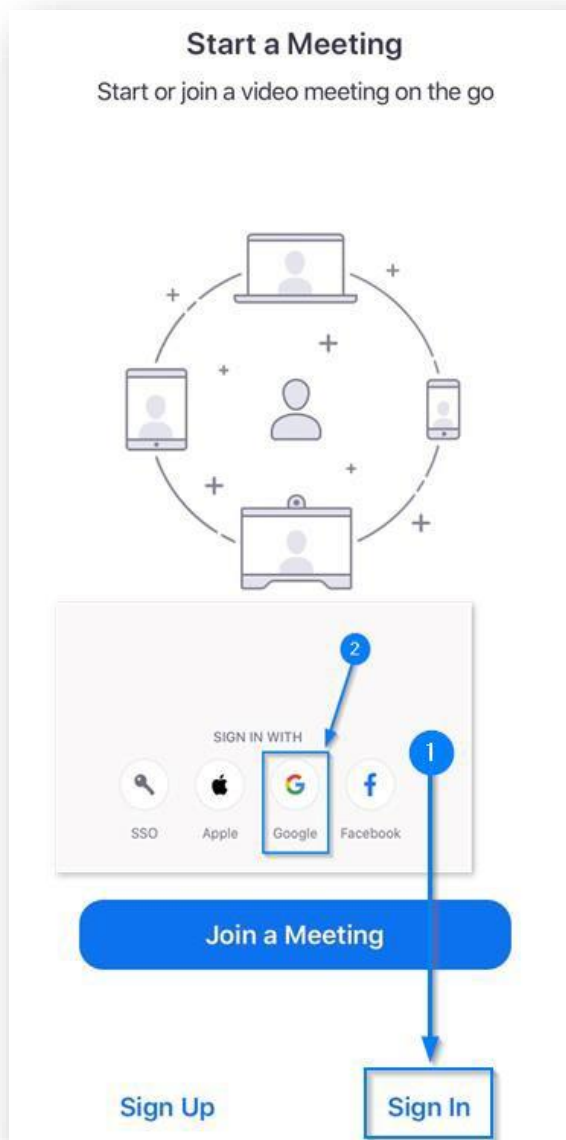 Start a Meeting
Start or join a video meeting on the go
2
SIGN IN WITH
1
SSO Apple Google Facebook
Join a Meeting
Sign Up Sign In